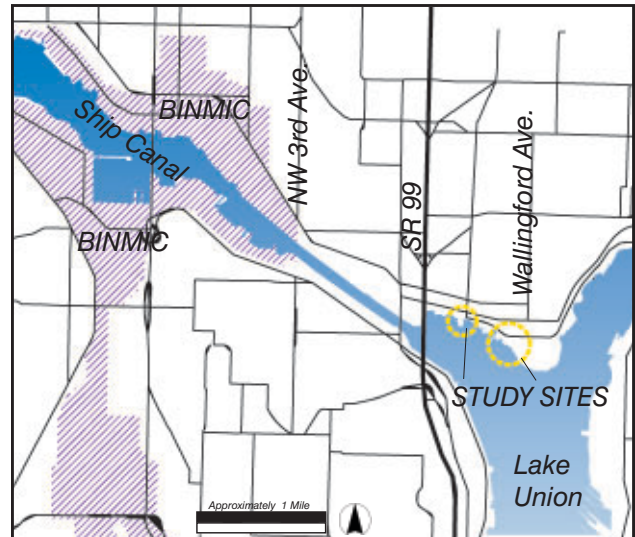 BINMIC
Ship Canal
NW 3rd Ave.
SR 99
Wallingford Ave.
BINMIC
STUDY SITES
Lake
Union
Approximately 1 Mile